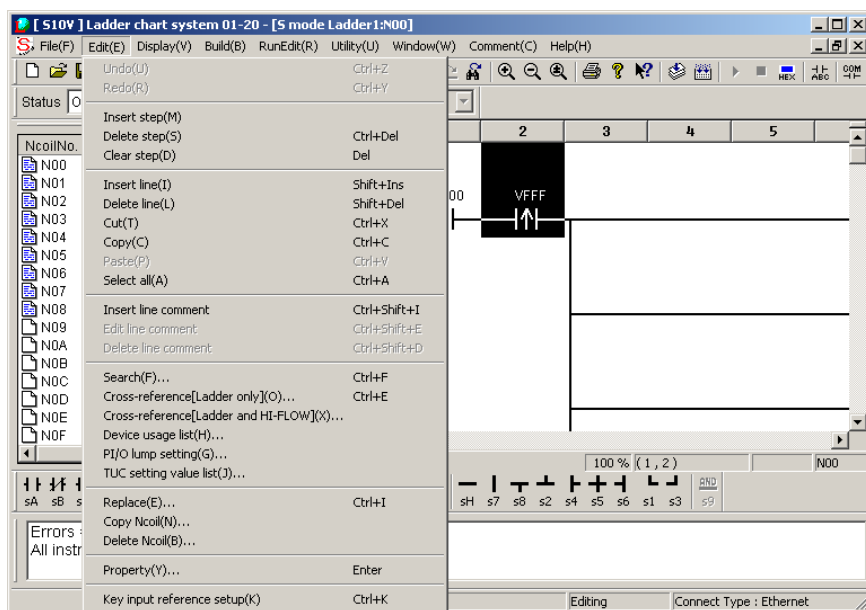 [ S10V ] Ladder chart system 01-20 - [S mode Ladder1:N00]
File(F) Edit(E) Display(V) Build(B) RunEdit(R) Utility(U) Window(W) Comment(C) Help(H)
Undo(U) Ctrl+Z
Redo(R) Ctrl+Y
HEX ABC COM
Status
Insert step(M)
Delete step(S) Ctrl+Del
Clear step(D) Del
2 3 4 5
NcoilNo.
N00
N01
N02
N03
N04
N05
N06
N07
N08
N09
N0A
N0B
N0C
N0D
N0E
N0F
Insert line(I) Shift+Ins
Delete line(L) Shift+Del
Cut(T) Ctrl+X
Copy(C) Ctrl+C
Paste(P) Ctrl+V
Select all(A) Ctrl+A
00 VFFF
Insert line comment Ctrl+Shift+I
Edit line comment Ctrl+Shift+E
Delete line comment Ctrl+Shift+D
Search(F)... Ctrl+F
Cross-reference[Ladder only](O)... Ctrl+E
Cross-reference[Ladder and HI-FLOW](X)...
Device usage list(H)...
PI/O lump setting(G)...
TUC setting value list(J)...
100 % ( 1 , 2 ) N00
Replace(E)... Ctrl+I
Copy Ncoil(N)...
Delete Ncoil(B)...
AND
sA sB s sH s7 s8 s2 s4 s5 s6 s1 s3 s9
Errors =
All instr
Property(Y)... Enter
Key input reference setup(K) Ctrl+K
Editing Connect Type : Ethernet